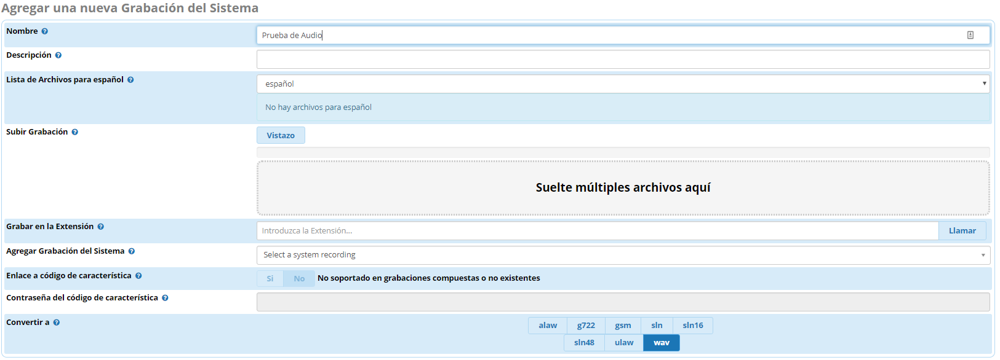 Agregar una nueva Grabación del Sistema
Nombre
Prueba de Audio
Descripción
Lista de Archivos para español
español
No hay archivos para español
Subir Grabación
Vistazo
Suelte múltiples archivos aquí
Grabar en la Extensión
Introduzca la Extensión...
Llamar
Agregar Grabación del Sistema
Select a system recording
Enlace a código de característica
Si No No soportado en grabaciones compuestas o no existentes
Contraseña del código de característica
Convertir a
alaw g722 gsm sln sln16
sln48 ulaw wav